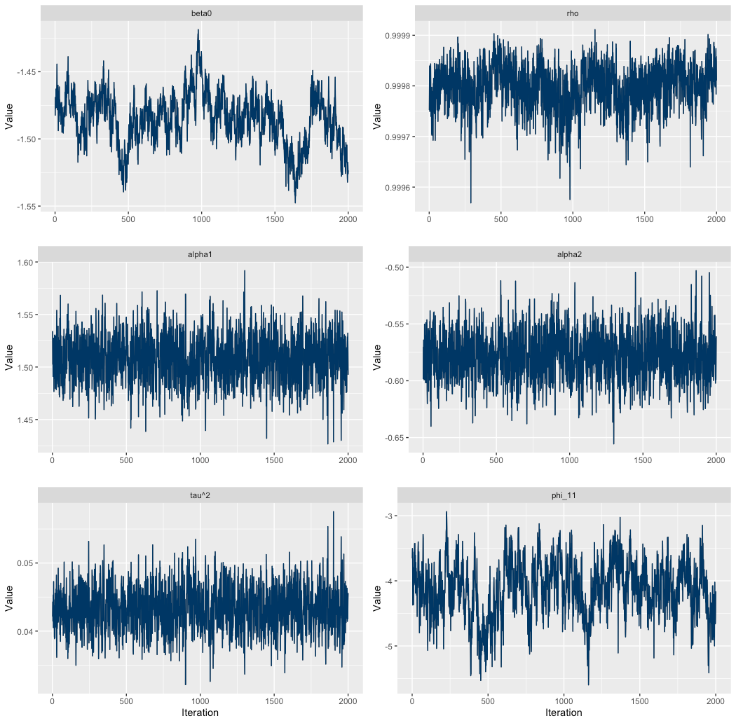 beta0
rho
Value
-1.45
-1.50
-1.55
0 500 1000 1500 2000
Value
0.9999
0.9998
0.9997
0.9996
0 500 1000 1500 2000
alpha1
alpha2
Value
1.60
1.55
1.50
1.45
0 500 1000 1500 2000
Value
-0.50
-0.55
-0.60
-0.65
0 500 1000 1500 2000
tau^2
phi_11
Value
0.05
0.04
0 500 1000 1500 2000
Iteration
Value
-3
-4
-5
0 500 1000 1500 2000
Iteration